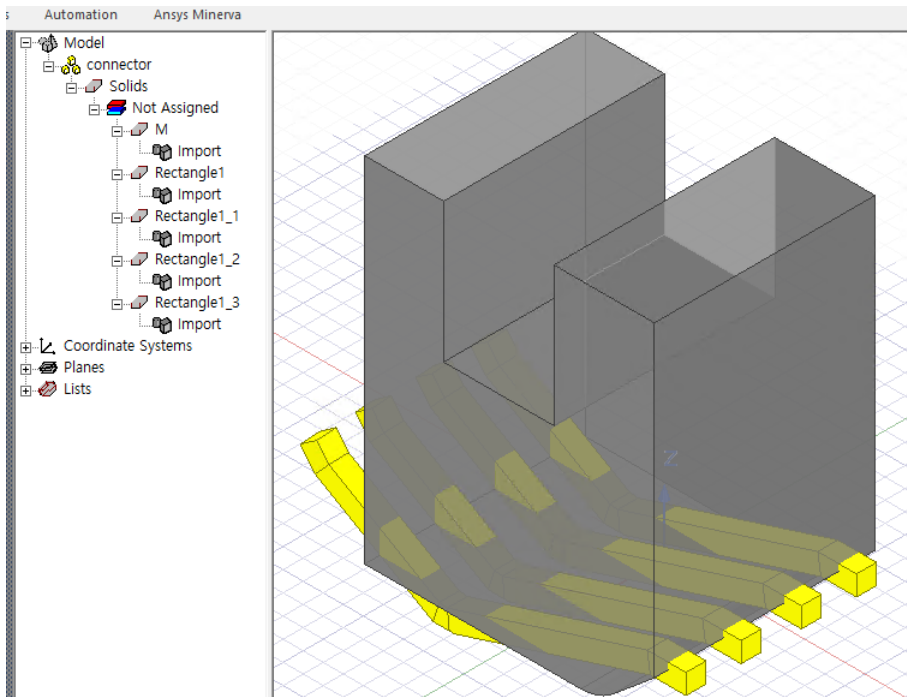 s Automation Ansys Minerva
Model
connector
Solids
Not Assigned
M
Import
Rectangle1
Import
Rectangle1_1
Import
Rectangle1_2
Import
Rectangle1_3
Import
Coordinate Systems
Planes
Lists
Z